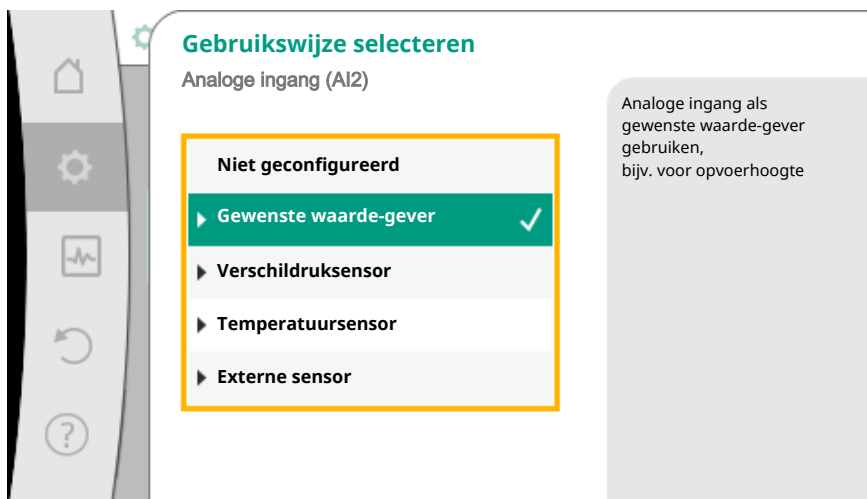 Gebruikswijze selecteren
Analoge ingang (AI2)
Niet geconfigureerd
Gewenste waarde-gever
Verschildruksensor
Temperatuursensor
Externe sensor
Analoge ingang als
gewenste waarde-gever
gebruiken,
bijv. voor opvoerhoogte
?